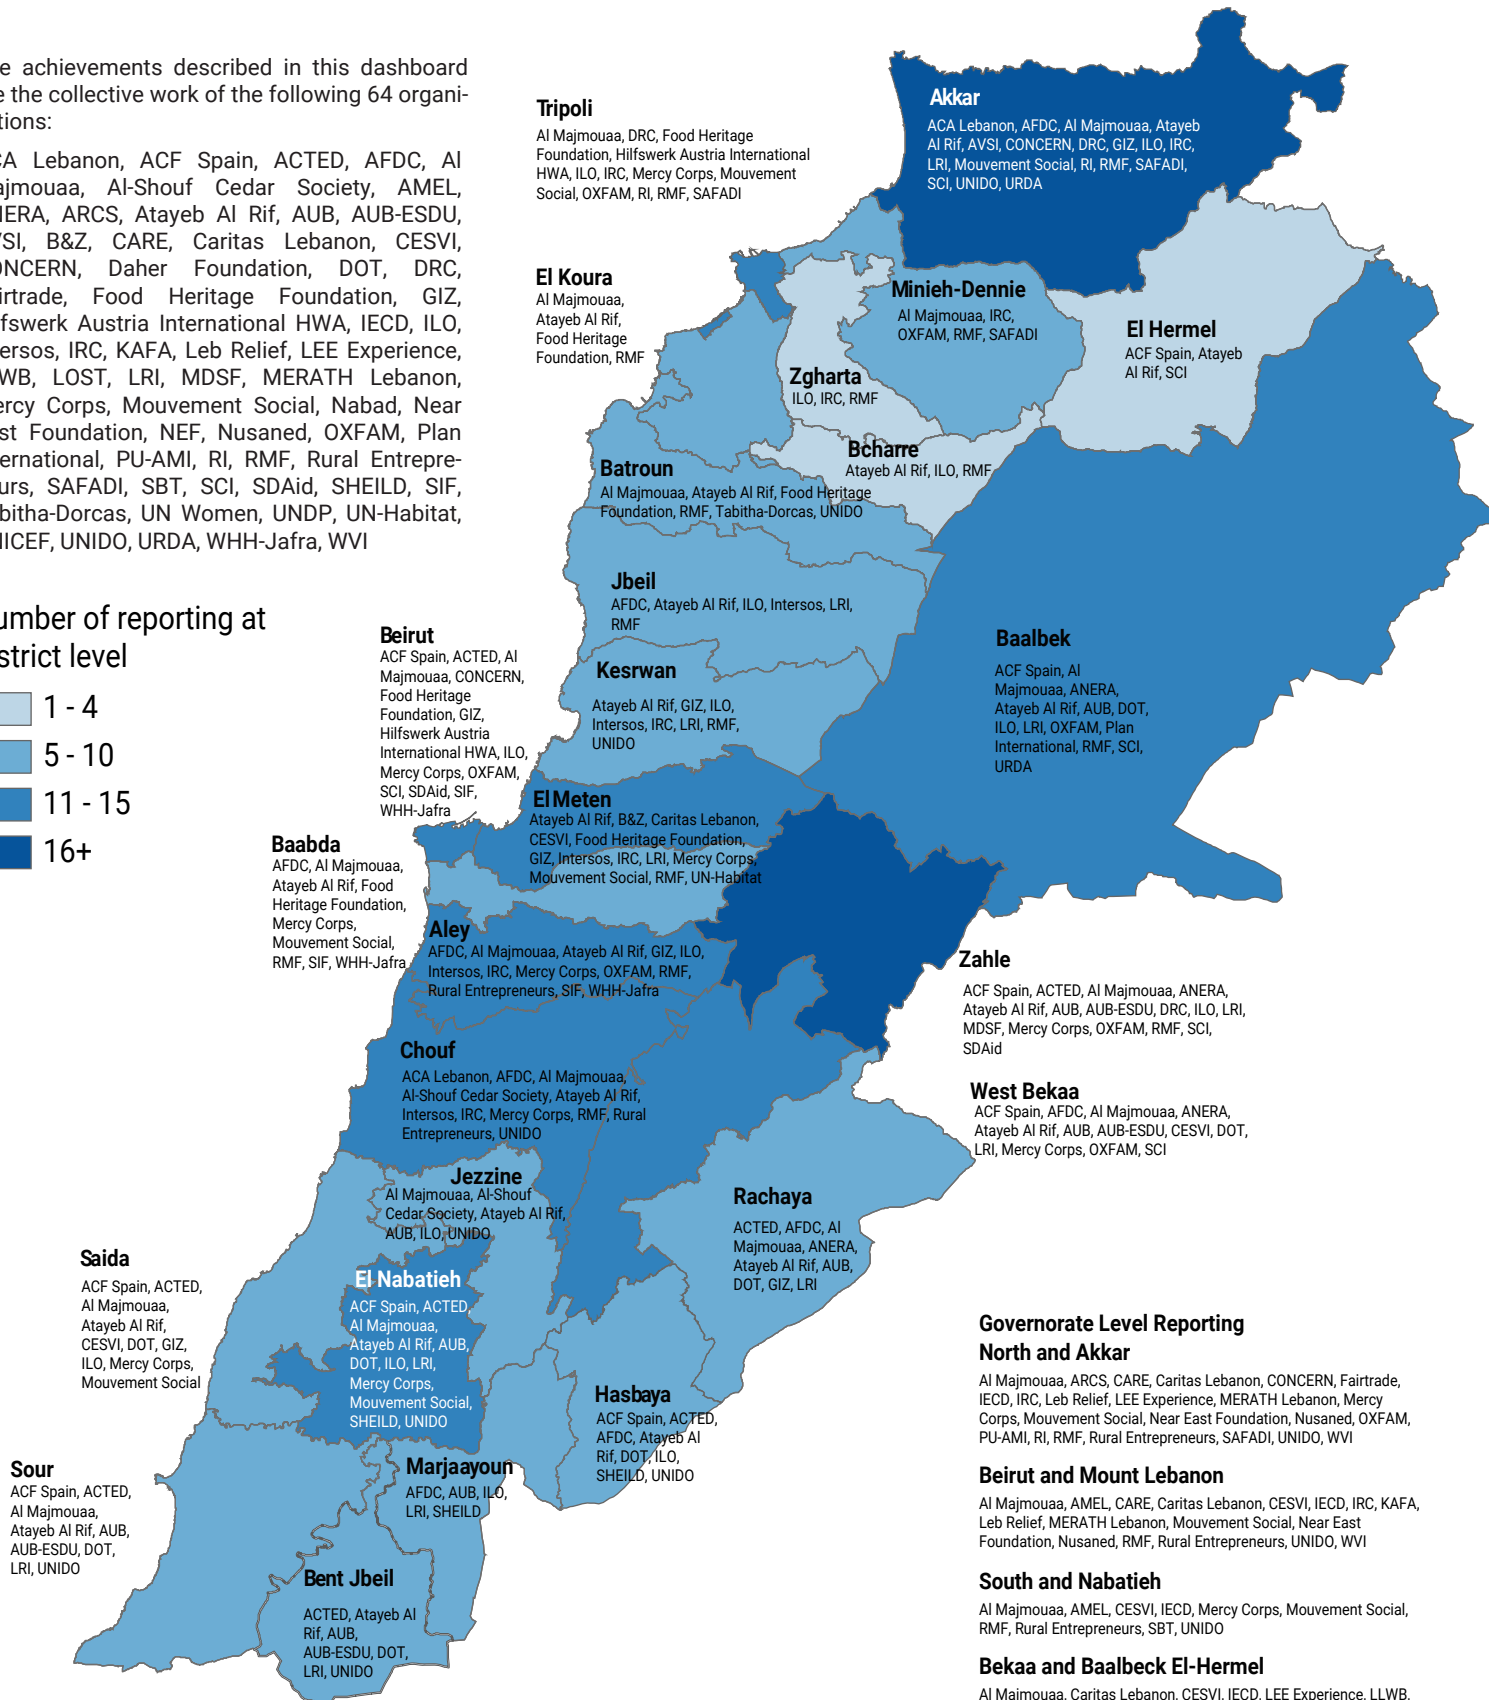 e achievements described in this dashboard
e the collective work of the following 64 organi-
tions:
CA Lebanon, ACF Spain, ACTED, AFDC, Al
ajmouaa, Al-Shouf Cedar Society, AMEL,
NERA, ARCS, Atayeb Al Rif, AUB, AUB-ESDU,
VSI, B&Z, CARE, Caritas Lebanon, CESVI,
ONCERN, Daher Foundation, DOT, DRC,
irtrade, Food Heritage Foundation, GIZ,
lfswerk Austria International HWA, IECD, ILO,
tersos, IRC, KAFA, Leb Relief, LEE Experience,
WB, LOST, LRI, MDSF, MERATH Lebanon,
ercy Corps, Mouvement Social, Nabad, Near
st Foundation, NEF, Nusaned, OXFAM, Plan
ternational, PU-AMI, RI, RMF, Rural Entrepre-
urs, SAFADI, SBT, SCI, SDAid, SHEILD, SIF,
bitha-Dorcas, UN Women, UNDP, UN-Habitat,
NICEF, UNIDO, URDA, WHH-Jafra, WVI
umber of reporting at
strict level
1 - 4
5 - 10
11 - 15
16+
Tripoli
Al Majmouaa, DRC, Food Heritage
Foundation, Hilfswerk Austria International
HWA, ILO, IRC, Mercy Corps, Mouvement
Social, OXFAM, RI, RMF, SAFADI
Akkar
ACA Lebanon, AFDC, Al Majmouaa, Atayeb
Al Rif, AVSI, CONCERN, DRC, GIZ, ILO, IRC,
LRI, Mouvement Social, RI, RMF, SAFADI,
SCI, UNIDO, URDA
El Koura
Al Majmouaa,
Atayeb Al Rif,
Food Heritage
Foundation, RMF
Minieh-Dennie
Al Majmouaa, IRC,
OXFAM, RMF, SAFADI
El Hermel
ACF Spain, Atayeb
Al Rif, SCI
Zgharta
ILO, IRC, RMF
Bcharre
Atayeb Al Rif, ILO, RMF
Batroun
Al Majmouaa, Atayeb Al Rif, Food Heritage
Foundation, RMF, Tabitha-Dorcas, UNIDO
Jbeil
AFDC, Atayeb Al Rif, ILO, Intersos, LRI,
RMF
Beirut
ACF Spain, ACTED, Al
Majmouaa, CONCERN,
Food Heritage
Foundation, GIZ,
Hilfswerk Austria
International HWA, ILO,
Mercy Corps, OXFAM,
SCI, SDAid, SIF,
WHH-Jafra
Kesrwan
Atayeb Al Rif, GIZ, ILO,
Intersos, IRC, LRI, RMF,
UNIDO
Baalbek
ACF Spain, Al
Majmouaa, ANERA,
Atayeb Al Rif, AUB, DOT,
ILO, LRI, OXFAM, Plan
International, RMF, SCI,
URDA
El Meten
Atayeb Al Rif, B&Z, Caritas Lebanon,
CESVI, Food Heritage Foundation,
GIZ, Intersos, IRC, LRI, Mercy Corps,
Mouvement Social, RMF, UN-Habitat
Baabda
AFDC, Al Majmouaa,
Atayeb Al Rif, Food
Heritage Foundation,
Mercy Corps,
Mouvement Social,
RMF, SIF, WHH-Jafra
Aley
AFDC, Al Majmouaa, Atayeb Al Rif, GIZ, ILO,
Intersos, IRC, Mercy Corps, OXFAM, RMF,
Rural Entrepreneurs, SIF, WHH-Jafra
Zahle
ACF Spain, ACTED, Al Majmouaa, ANERA,
Atayeb Al Rif, AUB, AUB-ESDU, DRC, ILO, LRI,
MDSF, Mercy Corps, OXFAM, RMF, SCI,
SDAid
Chouf
ACA Lebanon, AFDC, Al Majmouaa,
Al-Shouf Cedar Society, Atayeb Al Rif,
Intersos, IRC, Mercy Corps, RMF, Rural
Entrepreneurs, UNIDO
West Bekaa
ACF Spain, AFDC, Al Majmouaa, ANERA,
Atayeb Al Rif, AUB, AUB-ESDU, CESVI, DOT,
LRI, Mercy Corps, OXFAM, SCI
Jezzine
Al Majmouaa, Al-Shouf
Cedar Society, Atayeb Al Rif,
AUB, ILO, UNIDO
Rachaya
ACTED, AFDC, Al
Majmouaa, ANERA,
Atayeb Al Rif, AUB,
DOT, GIZ, LRI
Saida
ACF Spain, ACTED,
Al Majmouaa,
Atayeb Al Rif,
CESVI, DOT, GIZ,
ILO, Mercy Corps,
Mouvement Social
El Nabatieh
ACF Spain, ACTED,
Al Majmouaa,
Atayeb Al Rif, AUB,
DOT, ILO, LRI,
Mercy Corps,
Mouvement Social,
SHEILD, UNIDO
Hasbaya
ACF Spain, ACTED,
AFDC, Atayeb Al
Rif, DOT, ILO,
SHEILD, UNIDO
Sour
ACF Spain, ACTED,
Al Majmouaa,
Atayeb Al Rif, AUB,
AUB-ESDU, DOT,
LRI, UNIDO
Marjaayoun
AFDC, AUB, ILO,
LRI, SHEILD
Bent Jbeil
ACTED, Atayeb Al
Rif, AUB,
AUB-ESDU, DOT,
LRI, UNIDO
Governorate Level Reporting
North and Akkar
Al Majmouaa, ARCS, CARE, Caritas Lebanon, CONCERN, Fairtrade,
IECD, IRC, Leb Relief, LEE Experience, MERATH Lebanon, Mercy
Corps, Mouvement Social, Near East Foundation, Nusaned, OXFAM,
PU-AMI, RI, RMF, Rural Entrepreneurs, SAFADI, UNIDO, WVI
Beirut and Mount Lebanon
Al Majmouaa, AMEL, CARE, Caritas Lebanon, CESVI, IECD, IRC, KAFA,
Leb Relief, MERATH Lebanon, Mouvement Social, Near East
Foundation, Nusaned, RMF, Rural Entrepreneurs, UNIDO, WVI
South and Nabatieh
Al Majmouaa, AMEL, CESVI, IECD, Mercy Corps, Mouvement Social,
RMF, Rural Entrepreneurs, SBT, UNIDO
Bekaa and Baalbeck El-Hermel
Al Majmouaa, Caritas Lebanon, CESVI, IECD, LEE Experience, LLWB,